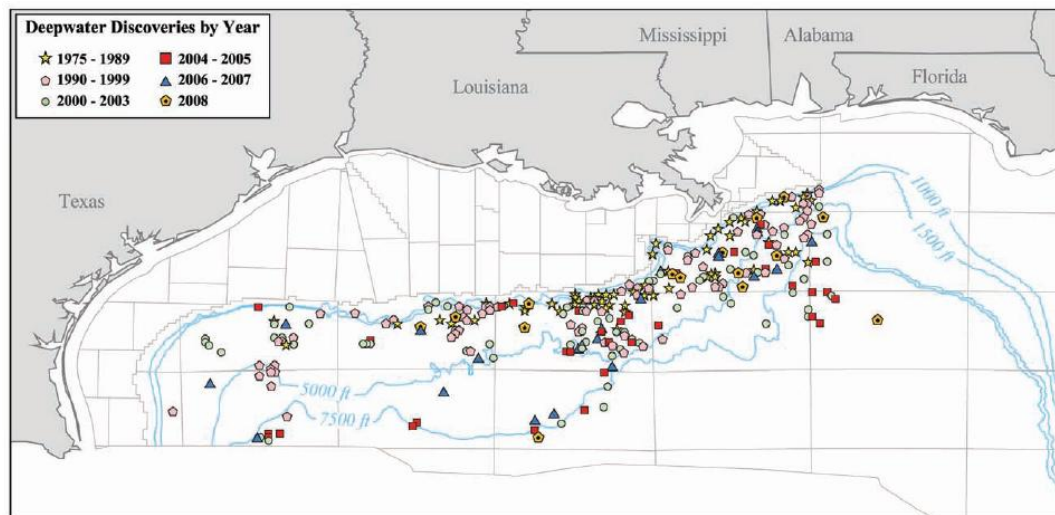 Deepwater Discoveries by Year
1975 - 1989
2004 - 2005
1990 - 1999
2006 - 2007
2000 - 2003
2008
Mississippi
Alabama
Florida
Louisiana
Texas
1000 ft
1500 ft
5000 ft
7500 ft